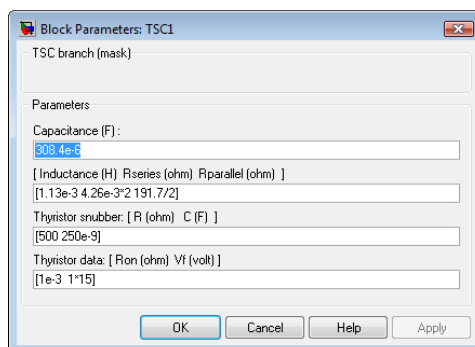 Block Parameters: TSC1
TSC branch (mask)
Parameters
Capacitance (F) :
308.4e-6
[ Inductance (H)  Rseries (ohm)  Rparallel (ohm)  ]
[1.13e-3 4.26e-3*2 191.7/2]
Thyristor snubber: [ R (ohm)   C (F)  ]
[500 250e-9]
Thyristor data: [ Ron (ohm)  Vf (volt) ]
[1e-3  1*15]
OK Cancel Help Apply